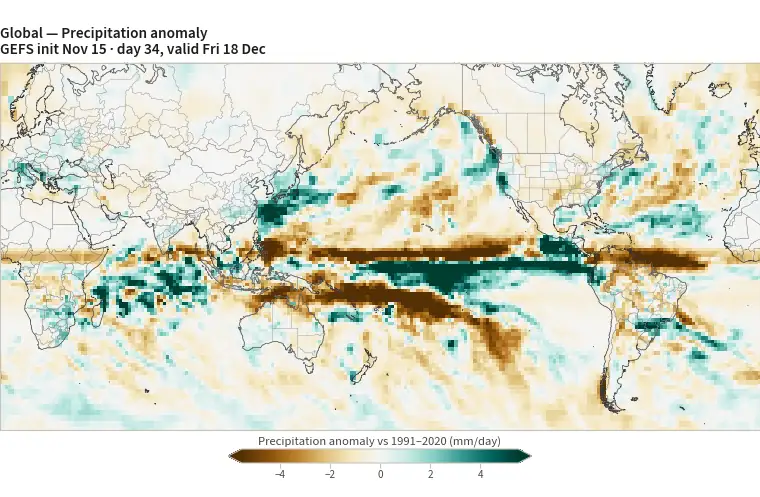 Global — Precipitation anomaly
GEFS init Nov 15 · day 34, valid Fri 18 Dec
Precipitation anomaly vs 1991–2020 (mm/day)
−4 −2 0 2 4